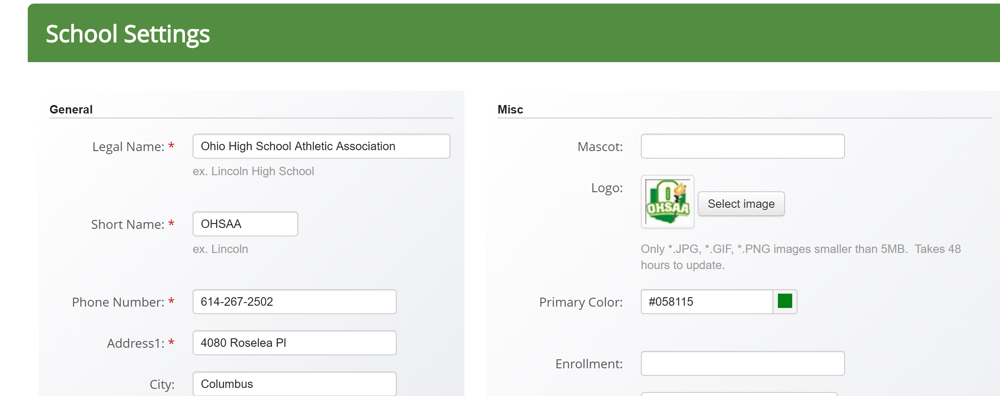 School Settings
General
Legal Name: *
Ohio High School Athletic Association
ex. Lincoln High School
Short Name: *
OHSAA
ex. Lincoln
Phone Number: *
614-267-2502
Address1: *
4080 Roselea Pl
City:
Columbus
Misc
Mascot:
Logo:
O
OHSAA
Select image
Only *.JPG, *.GIF, *.PNG images smaller than 5MB.  Takes 48
hours to update.
Primary Color:
#058115
Enrollment: